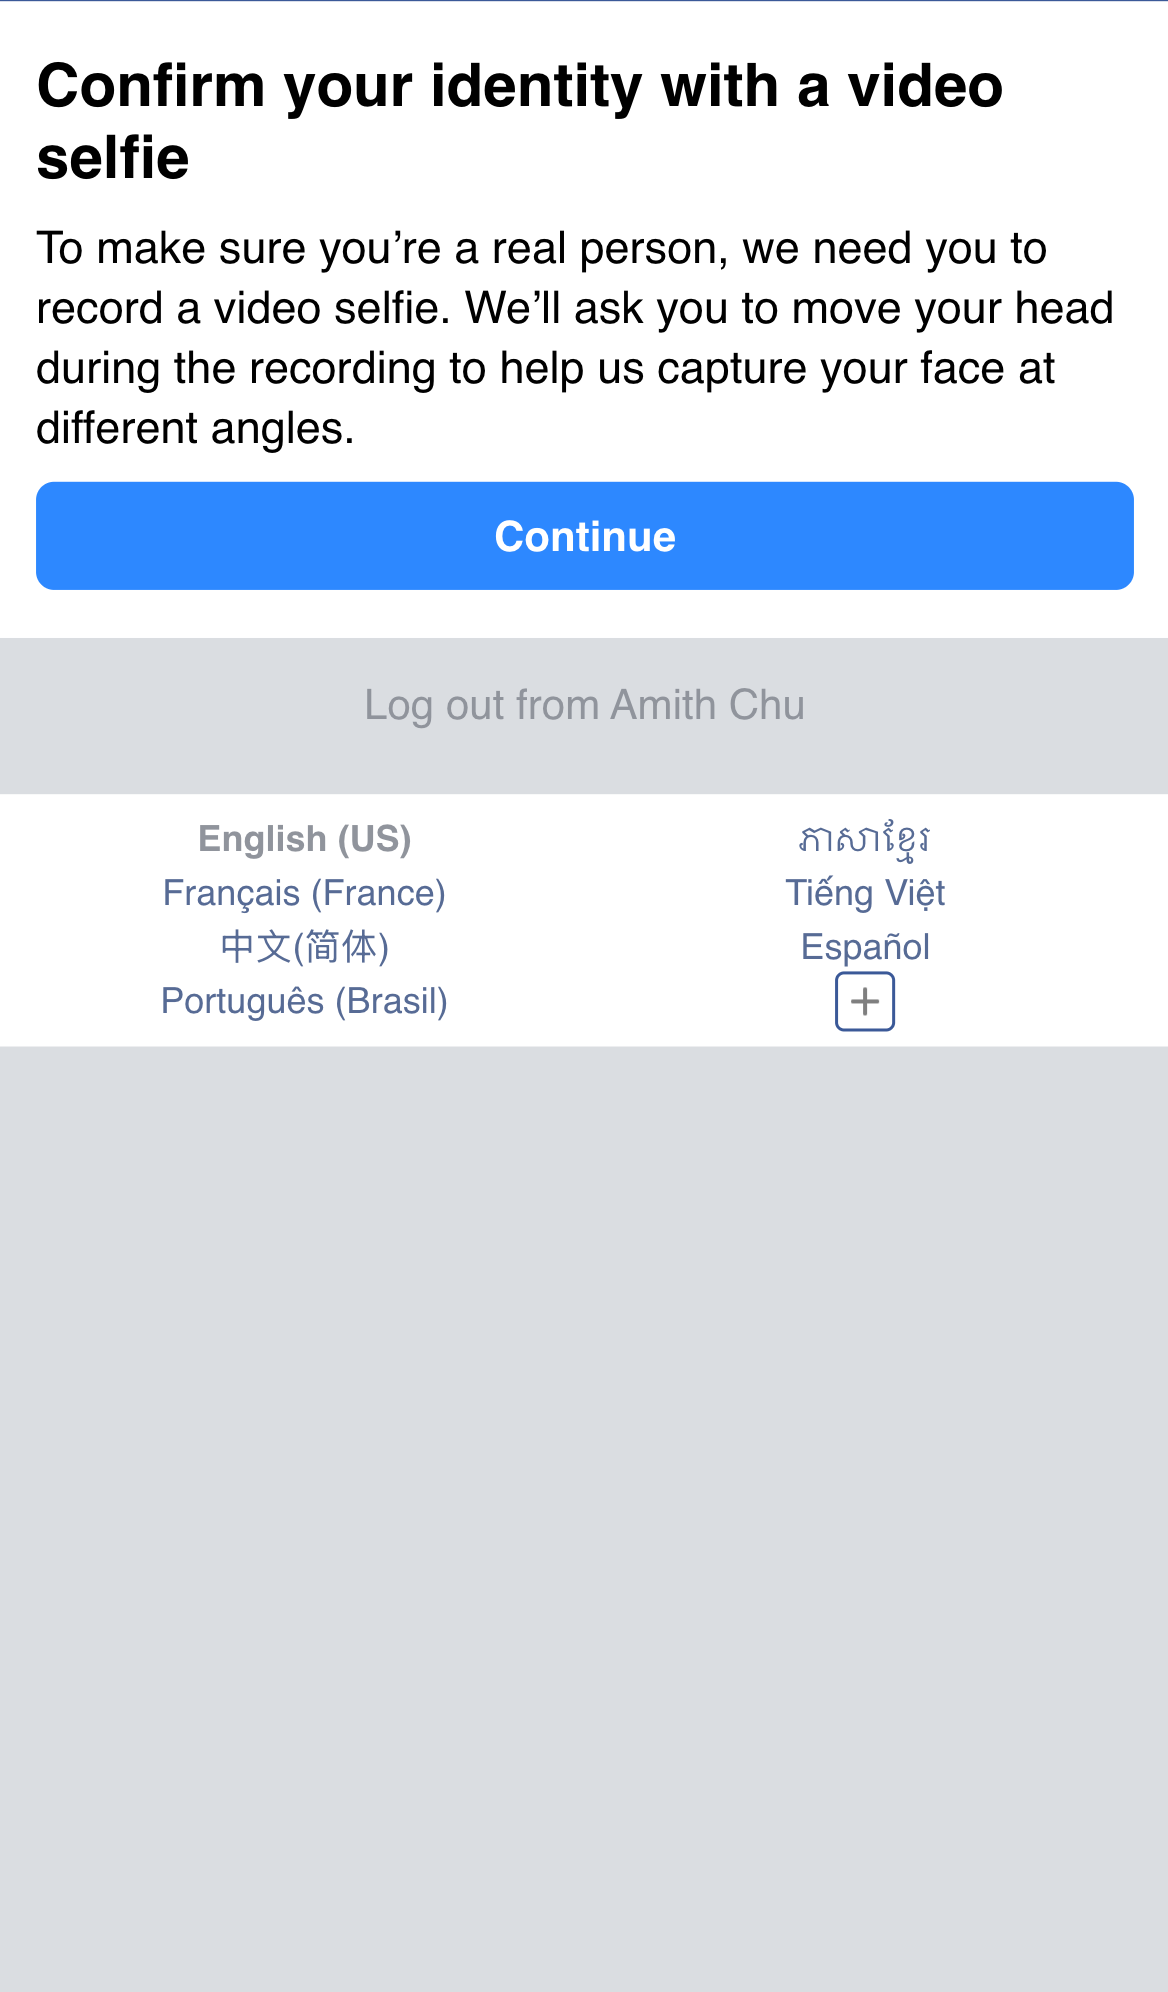 Confirm your identity with a video
selfie
To make sure you’re a real person, we need you to
record a video selfie. We’ll ask you to move your head
during the recording to help us capture your face at
different angles.
Continue
Log out from Amith Chu
English (US)
ភាសាខ្មែរ
Français (France)
Tiếng Việt
中文(简体)
Español
Português (Brasil)